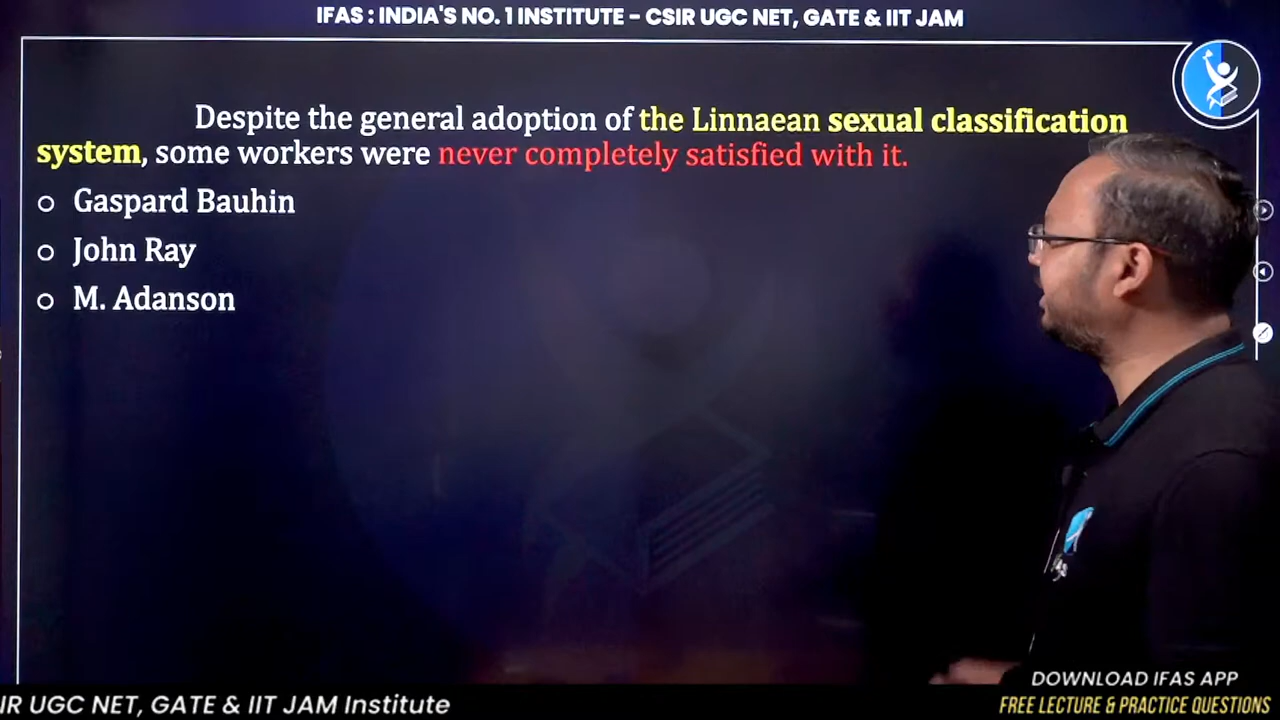 IFAS : INDIA'S NO. 1 INSTITUTE – CSIR UGC NET, GATE & IIT JAM
Despite the general adoption of the Linnaean sexual classification
system, some workers were never completely satisfied with it.
o Gaspard Bauhin
o John Ray
o M. Adanson
DOWNLOAD IFAS APP
IR UGC NET, GATE & IIT JAM Institute
FREE LECTURE & PRACTICE QUESTIONS